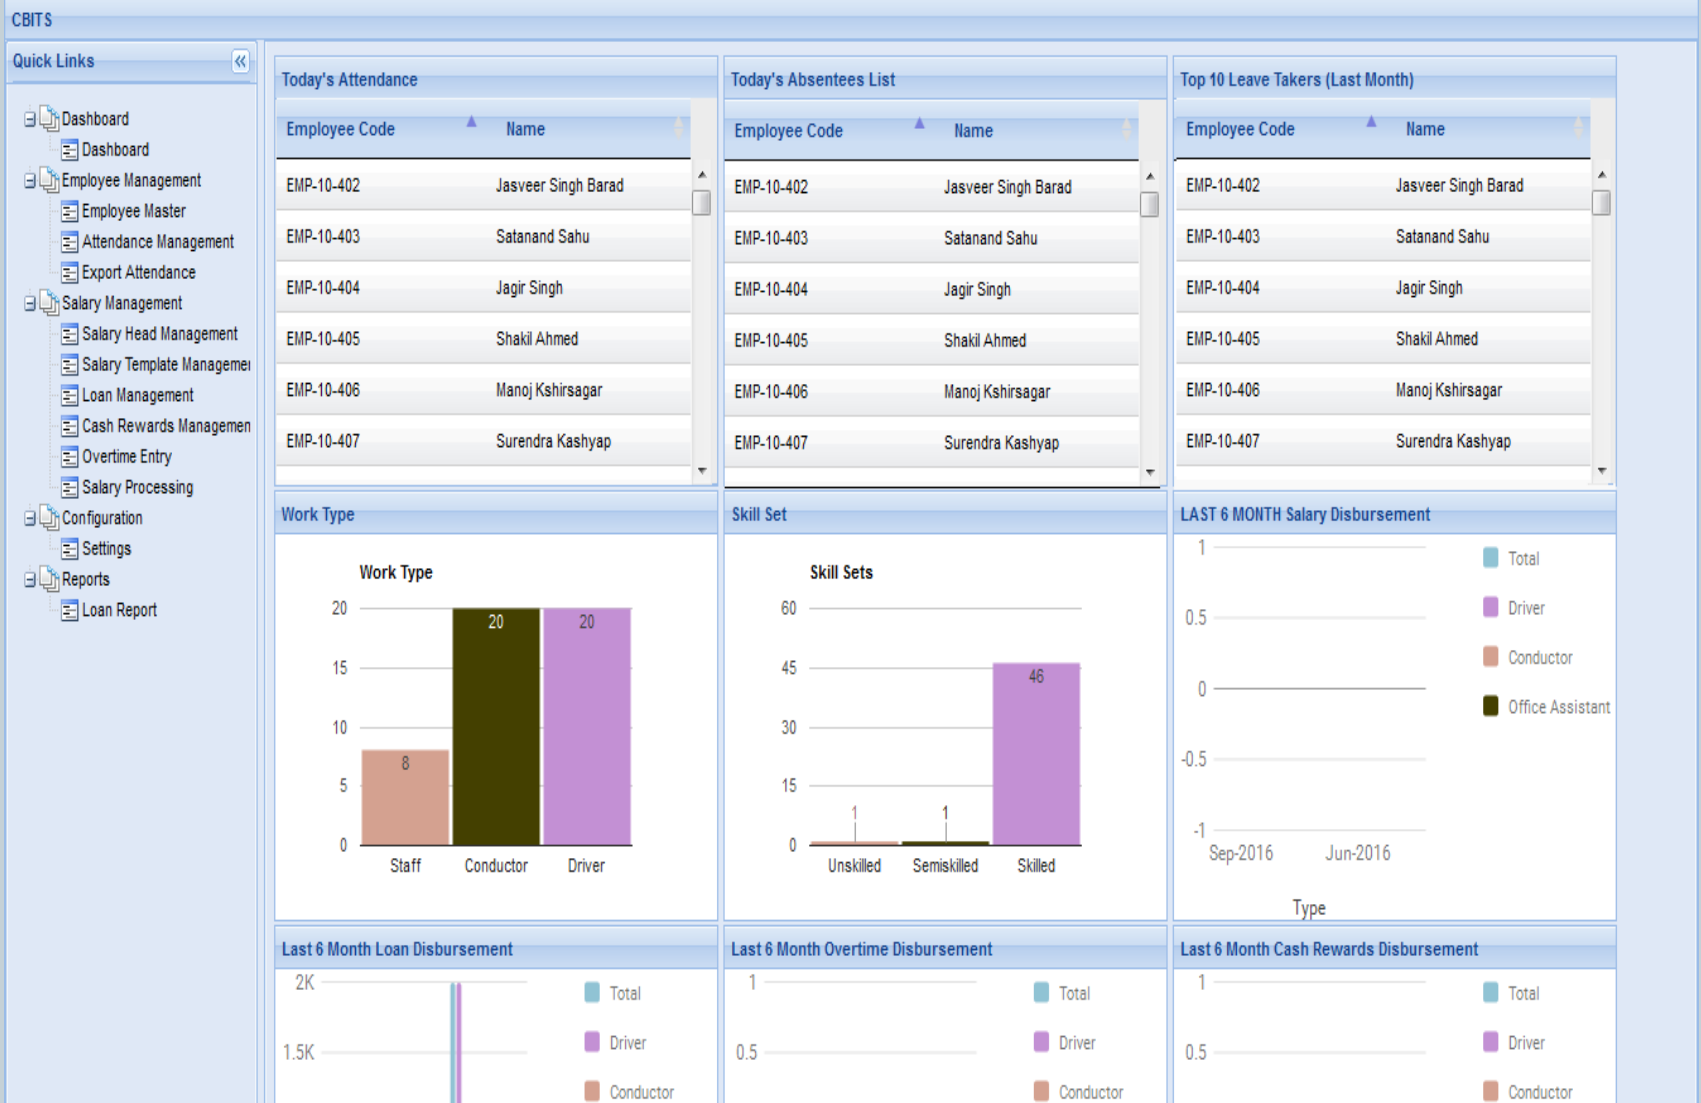 CBITS
Quick Links
Dashboard
Dashboard
Employee Management
Employee Master
Attendance Management
Export Attendance
Salary Management
Salary Head Management
Salary Template Managemer
Loan Management
Cash Rewards Managemen
Overtime Entry
Salary Processing
Configuration
Settings
Reports
Loan Report
Today's Attendance
Employee Code Name
EMP-10-402 Jasveer Singh Barad
EMP-10-403 Satanand Sahu
EMP-10-404 Jagir Singh
EMP-10-405 Shakil Ahmed
EMP-10-406 Manoj Kshirsagar
EMP-10-407 Surendra Kashyap
Today's Absentees List
Employee Code Name
EMP-10-402 Jasveer Singh Barad
EMP-10-403 Satanand Sahu
EMP-10-404 Jagir Singh
EMP-10-405 Shakil Ahmed
EMP-10-406 Manoj Kshirsagar
EMP-10-407 Surendra Kashyap
Top 10 Leave Takers (Last Month)
Employee Code Name
EMP-10-402 Jasveer Singh Barad
EMP-10-403 Satanand Sahu
EMP-10-404 Jagir Singh
EMP-10-405 Shakil Ahmed
EMP-10-406 Manoj Kshirsagar
EMP-10-407 Surendra Kashyap
Work Type
Work Type
20
15
10
5
0
8
20
20
Staff Conductor Driver
Skill Set
Skill Sets
60
45
30
15
0
1
1
46
Unskilled Semiskilled Skilled
LAST 6 MONTH Salary Disbursement
1
0.5
0
-0.5
-1
Sep-2016 Jun-2016
Type
Total
Driver
Conductor
Office Assistant
Last 6 Month Loan Disbursement
2K
1.5K
Total
Driver
Conductor
Last 6 Month Overtime Disbursement
1
0.5
Total
Driver
Conductor
Last 6 Month Cash Rewards Disbursement
1
0.5
Total
Driver
Conductor